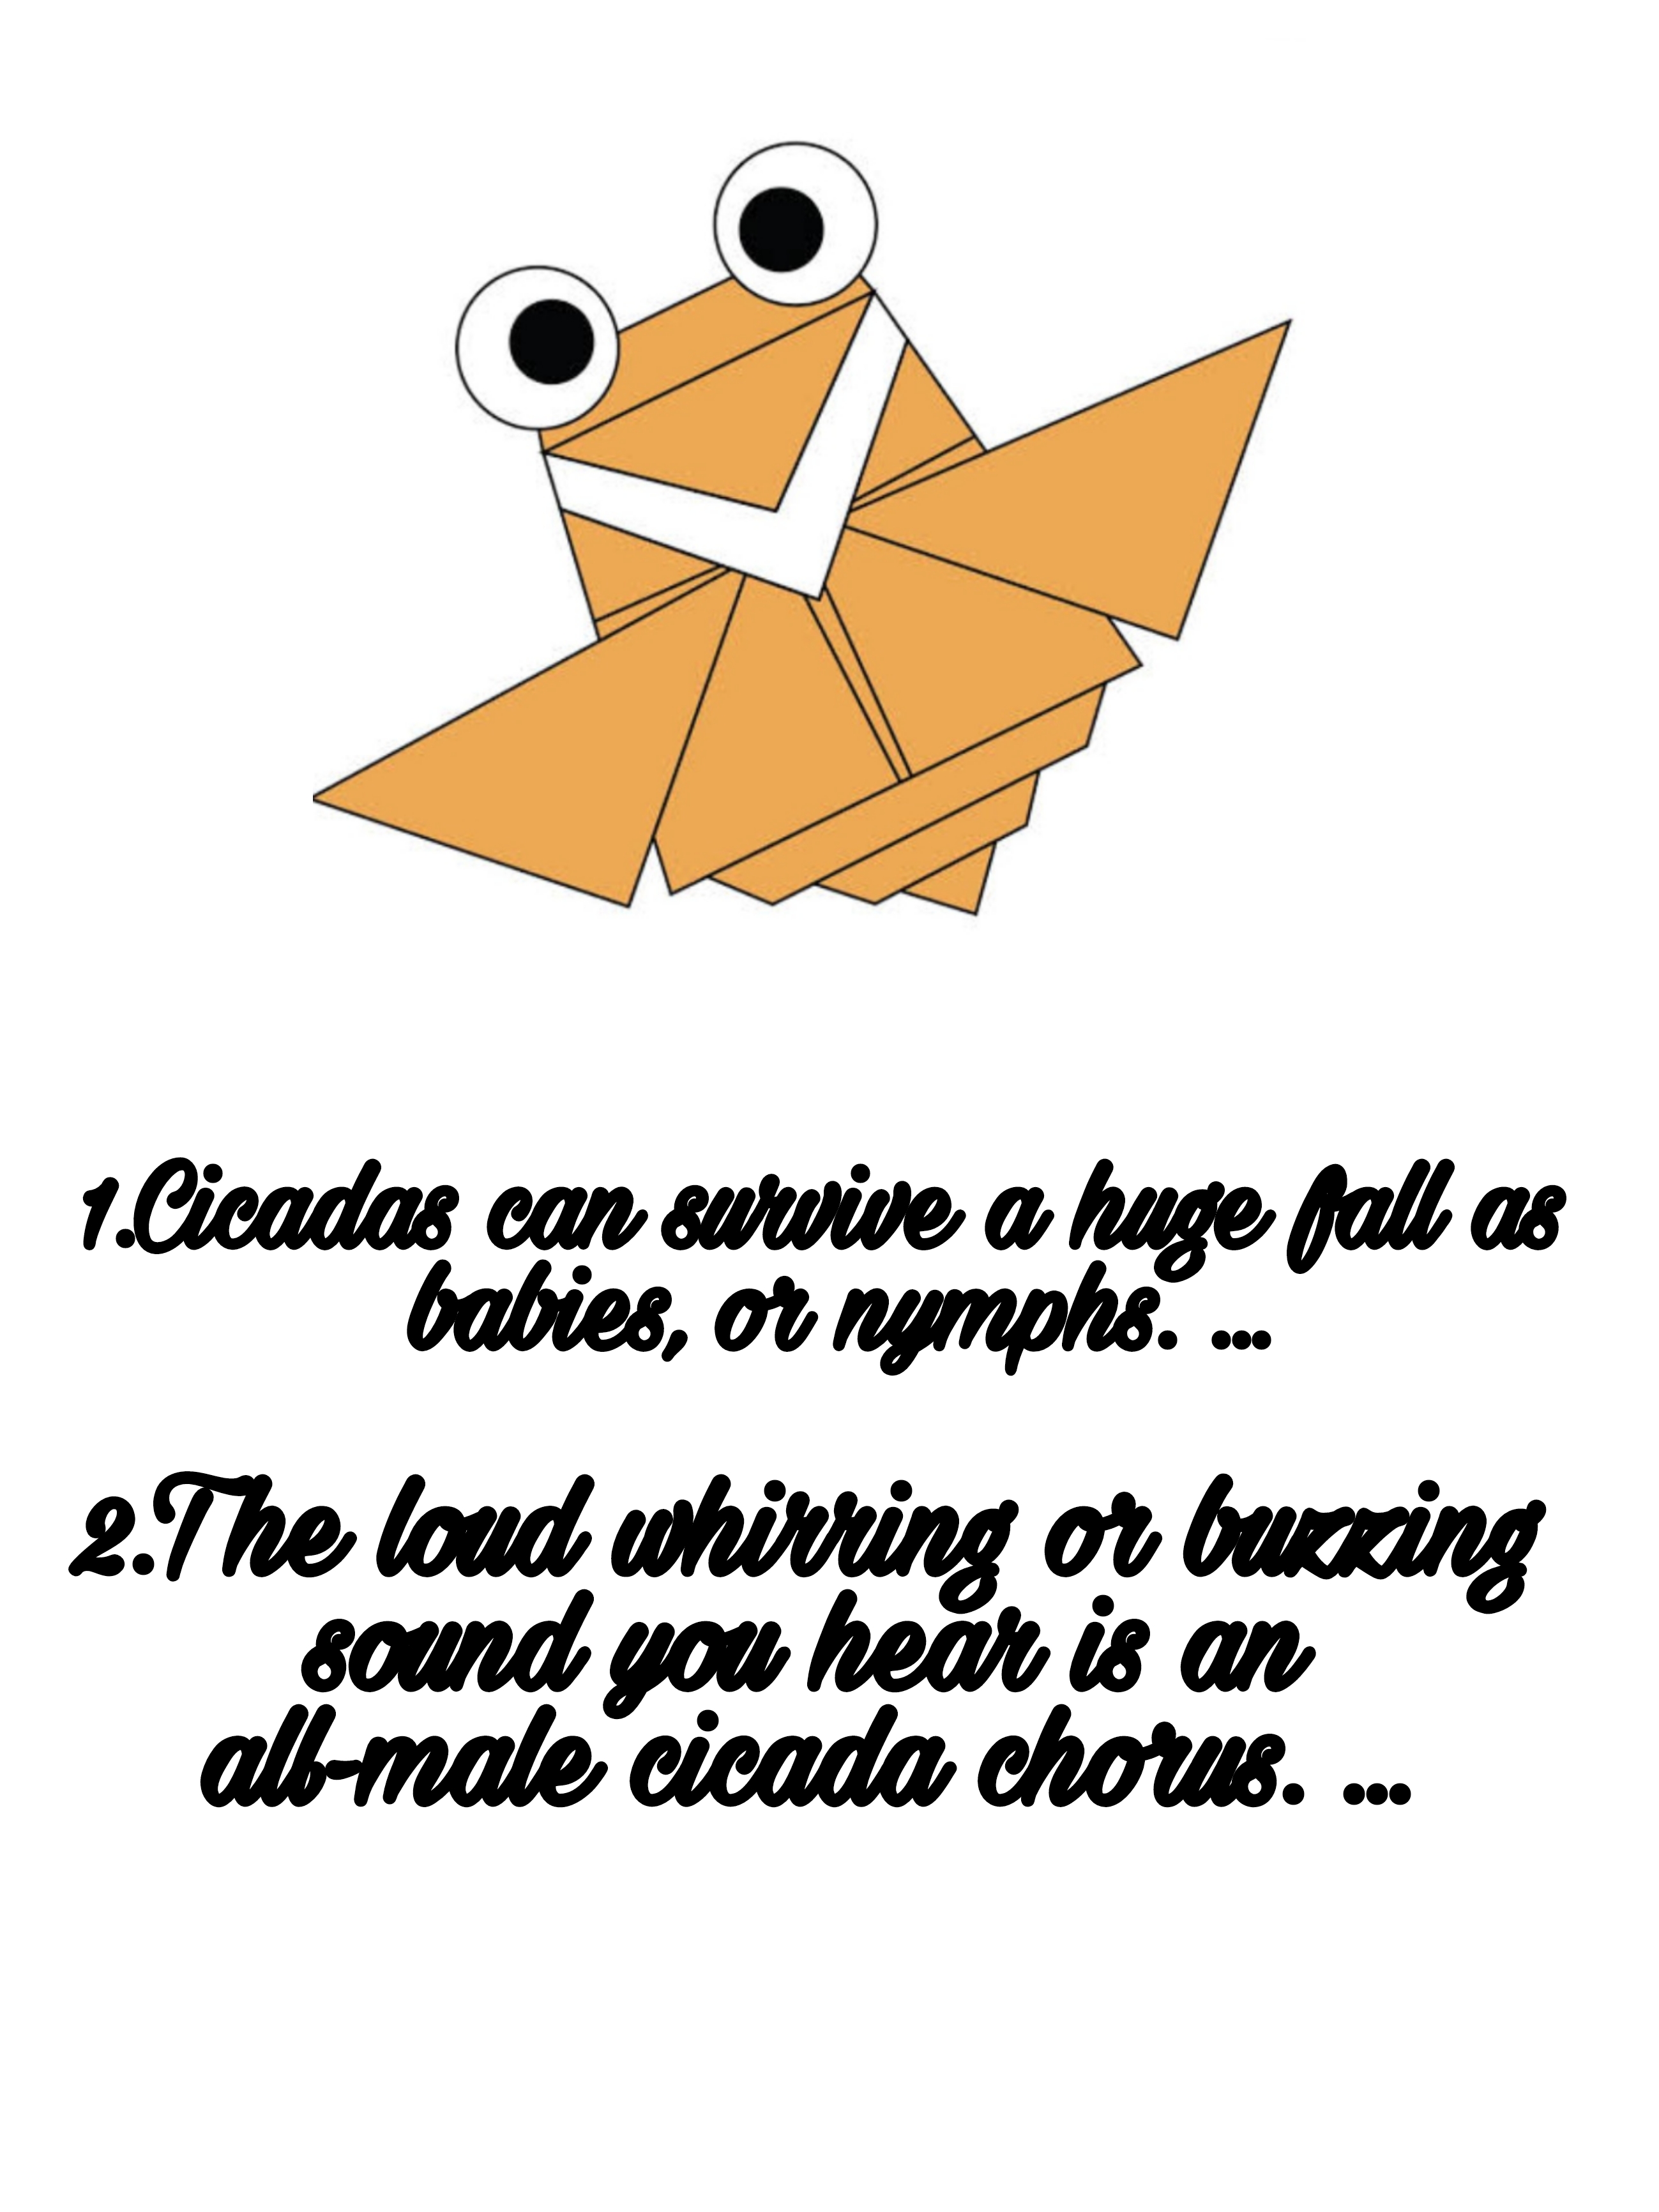 1.Cicadas can survive a huge fall as
babies, or nymphs. ...
2.The loud whirring or buzzing
sound you hear is an
all-male cicada chorus. ...